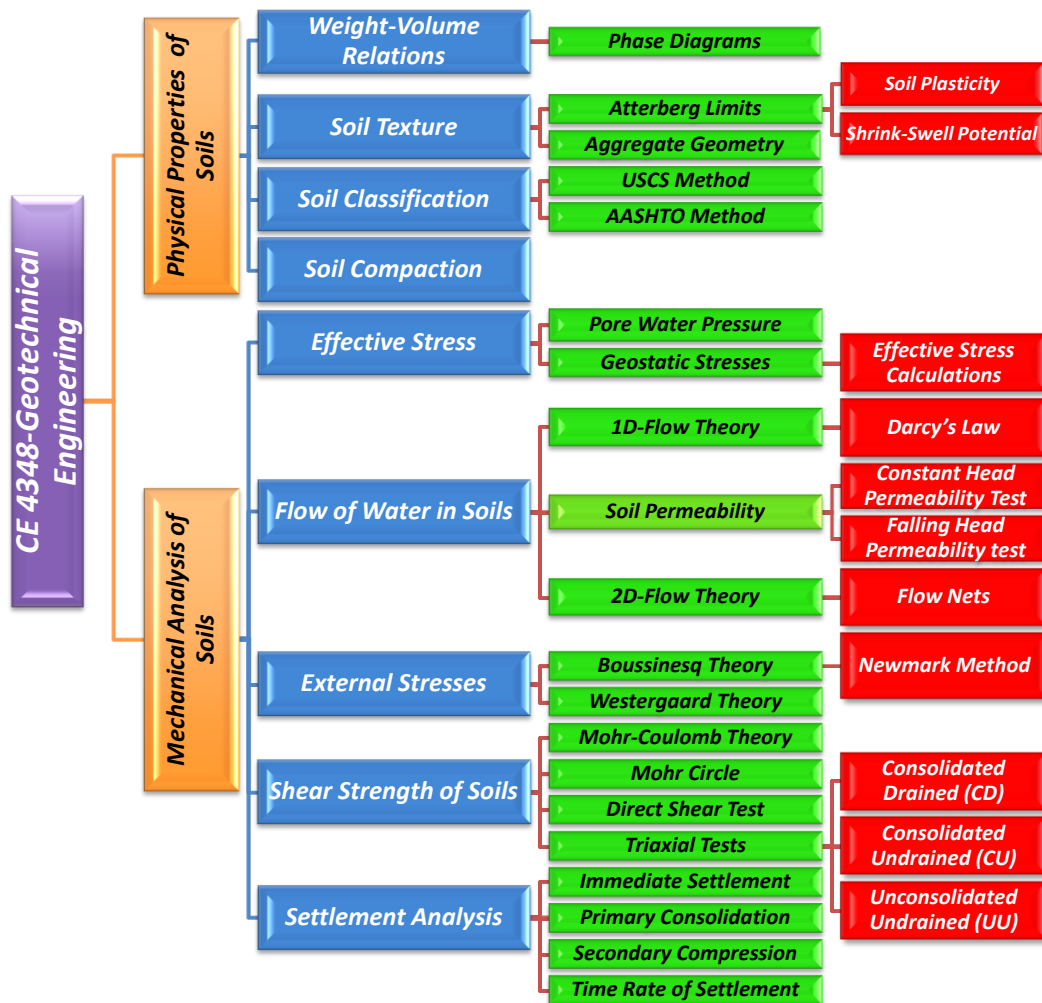 CE 4348-Geotechnical
Engineering
Physical Properties of
Soils
Weight-Volume
Relations
Phase Diagrams
Soil Texture
Atterberg Limits
Soil Plasticity
Shrink-Swell Potential
Aggregate Geometry
Soil Classification
USCS Method
AASHTO Method
Soil Compaction
Mechanical Analysis of
Soils
Effective Stress
Pore Water Pressure
Geostatic Stresses
Effective Stress
Calculations
Flow of Water in Soils
1D-Flow Theory
Darcy's Law
Soil Permeability
Constant Head
Permeability Test
Falling Head
Permeability test
2D-Flow Theory
Flow Nets
External Stresses
Boussinesq Theory
Newmark Method
Westergaard Theory
Shear Strength of Soils
Mohr-Coulomb Theory
Mohr Circle
Direct Shear Test
Triaxial Tests
Consolidated
Drained (CD)
Consolidated
Undrained (CU)
Unconsolidated
Undrained (UU)
Settlement Analysis
Immediate Settlement
Primary Consolidation
Secondary Compression
Time Rate of Settlement